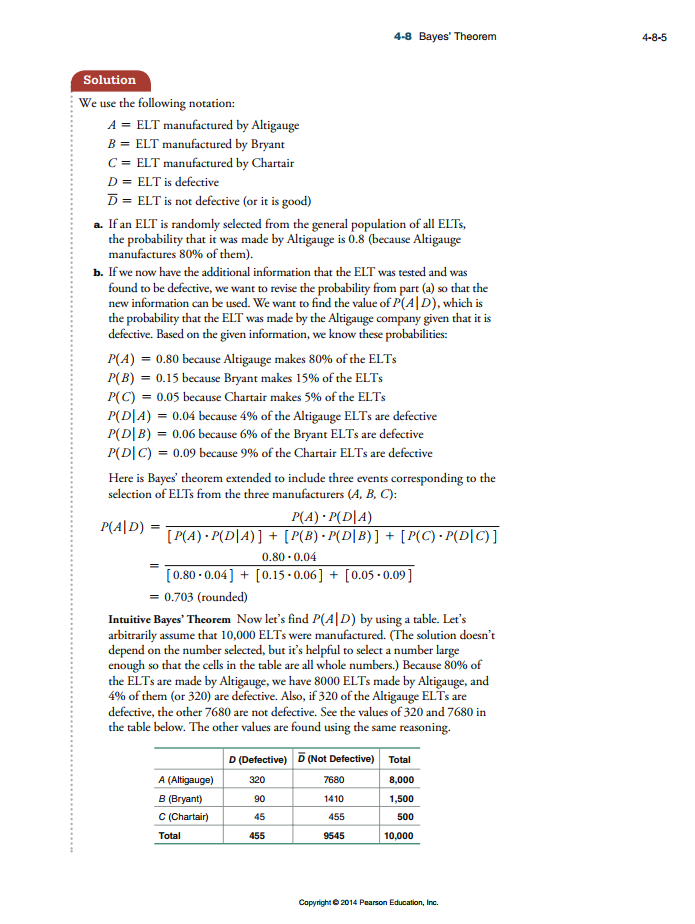 4-8 Bayes' Theorem 4-8-5
Solution
We use the following notation:
A = ELT manufactured by Altigauge
B = ELT manufactured by Bryant
C = ELT manufactured by Chartair
D = ELT is defective
D̅ = ELT is not defective (or it is good)
a. If an ELT is randomly selected from the general population of all ELTs,
the probability that it was made by Altigauge is 0.8 (because Altigauge
manufactures 80% of them).
b. If we now have the additional information that the ELT was tested and was
found to be defective, we want to revise the probability from part (a) so that the
new information can be used. We want to find the value of P(A|D), which is
the probability that the ELT was made by the Altigauge company given that it is
defective. Based on the given information, we know these probabilities:
P(A) = 0.80 because Altigauge makes 80% of the ELTs
P(B) = 0.15 because Bryant makes 15% of the ELTs
P(C) = 0.05 because Chartair makes 5% of the ELTs
P(D|A) = 0.04 because 4% of the Altigauge ELTs are defective
P(D|B) = 0.06 because 6% of the Bryant ELTs are defective
P(D|C) = 0.09 because 9% of the Chartair ELTs are defective
Here is Bayes' theorem extended to include three events corresponding to the
selection of ELTs from the three manufacturers (A, B, C):
P(A) · P(D|A)
P(A|D) =
[P(A) · P(D|A)] + [P(B) · P(D|B)] + [P(C) · P(D|C)]
0.80 · 0.04
=
[0.80 · 0.04] + [0.15 · 0.06] + [0.05 · 0.09]
= 0.703 (rounded)
Intuitive Bayes' Theorem Now let's find P(A|D) by using a table. Let's
arbitrarily assume that 10,000 ELTs were manufactured. (The solution doesn't
depend on the number selected, but it's helpful to select a number large
enough so that the cells in the table are all whole numbers.) Because 80% of
the ELTs are made by Altigauge, we have 8000 ELTs made by Altigauge, and
4% of them (or 320) are defective. Also, if 320 of the Altigauge ELTs are
defective, the other 7680 are not defective. See the values of 320 and 7680 in
the table below. The other values are found using the same reasoning.
D (Defective) D̅ (Not Defective) Total
A (Altigauge) 320 7680 8,000
B (Bryant) 90 1410 1,500
C (Chartair) 45 455 500
Total 455 9545 10,000
Copyright © 2014 Pearson Education, Inc.